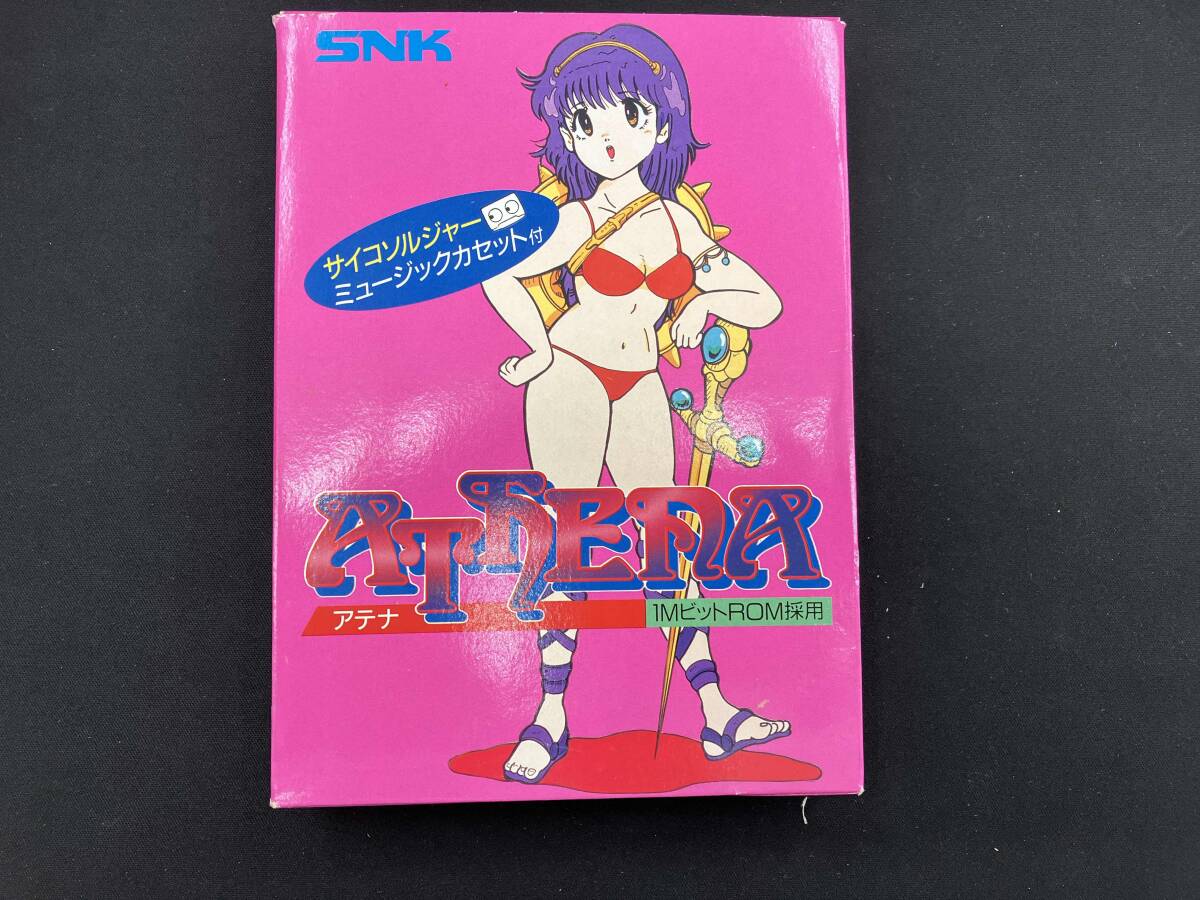 SNK
サイコソルジャー
ミュージックカセット付
ATHENA
アテナ
1MビットROM採用